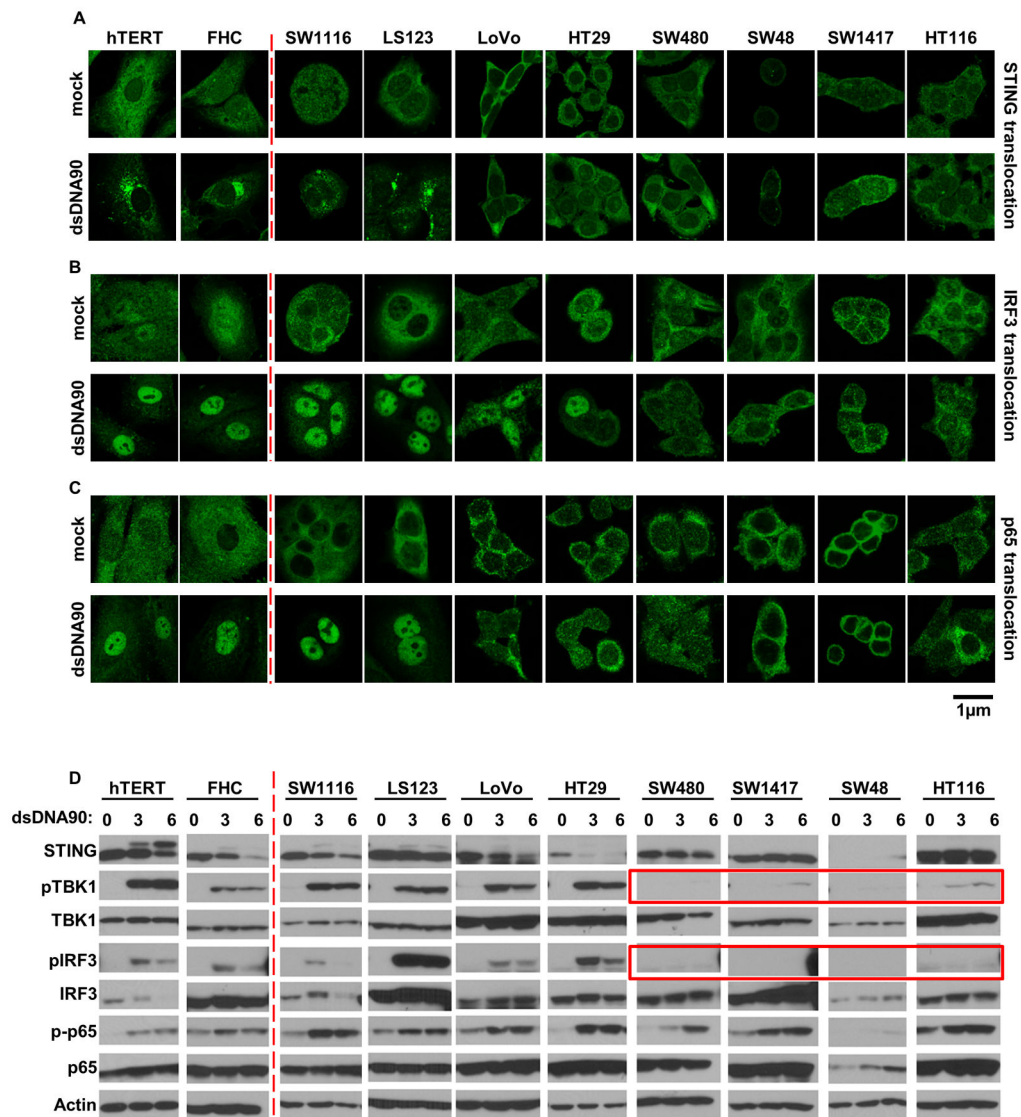 A
hTERT FHC SW1116 LS123 LoVo HT29 SW480 SW48 SW1417 HT116
mock
dsDNA90
STING translocation
B
mock
dsDNA90
IRF3 translocation
C
mock
dsDNA90
p65 translocation
1µm
D
hTERT FHC SW1116 LS123 LoVo HT29 SW480 SW1417 SW48 HT116
dsDNA90: 0 3 6 0 3 6 0 3 6 0 3 6 0 3 6 0 3 6 0 3 6 0 3 6 0 3 6 0 3 6
STING
pTBK1
TBK1
pIRF3
IRF3
p-p65
p65
Actin